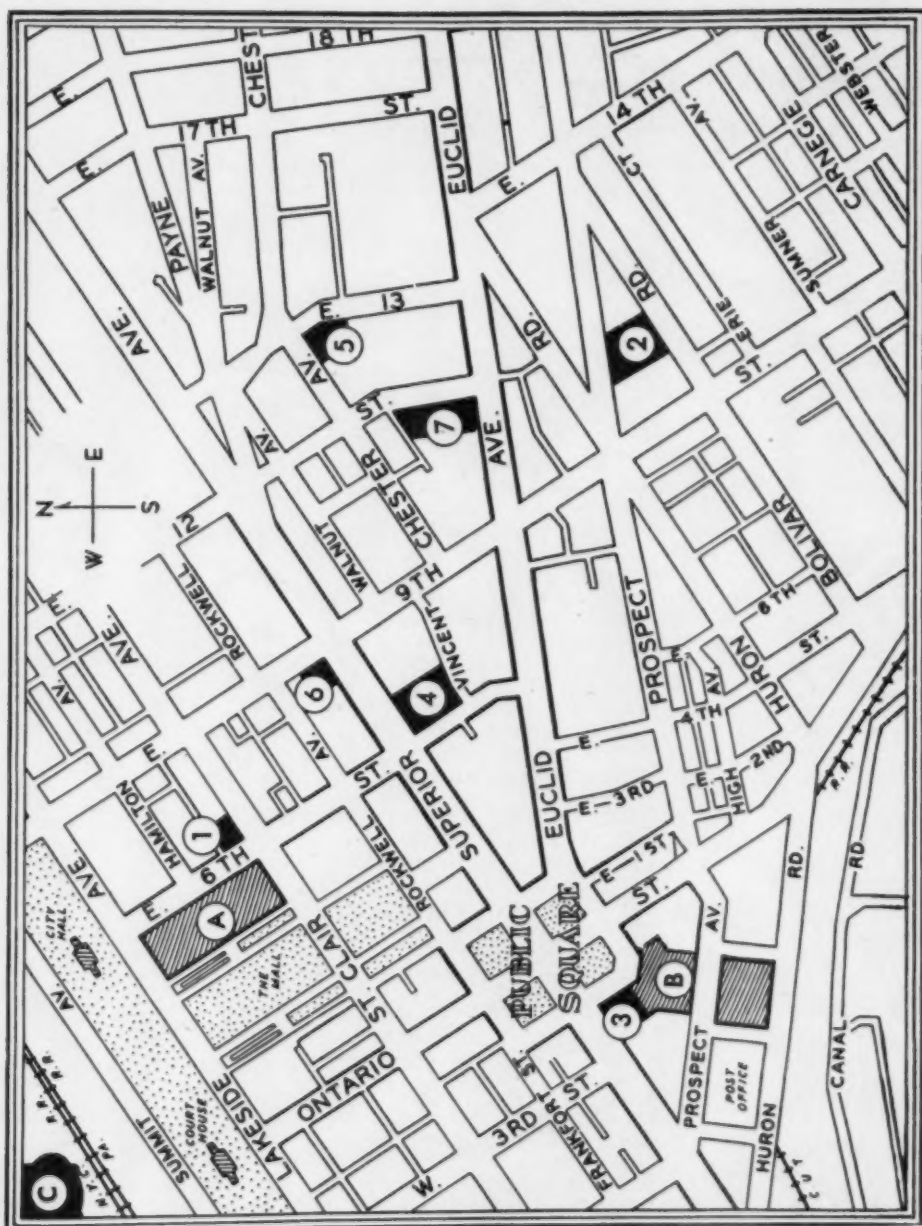 C
PA.
R.R.
SUMMIT
AV.
COURT
HOUSE
CITY
HALL
LAKESIDE
AVE
HAMILTON
AVE
AV.
E.
E.
N
W
E
S
THE
MALL
A
E. 6TH
1
ONTARIO
ST. CLAIR
AVE.
ROCKWELL
AV.
ROCKWELL
12
ST.
6
SUPERIOR
4
VINCENT
9TH
WALNUT
AV.
CHESTER
AV.
ST.
5
7
E. 13
PAYNE
WALNUT AV.
E.
17TH
ST.
E.
18TH
CHEST
W. 3RD
ST.
FRANKFORT ST.
PUBLIC
SQUARE
3
B
EUCLID
AVE.
EUCLID
E. 14TH
E-1ST
ST.
E-3RD
E.
4TH
E. 2ND
HIGH
AV.
PROSPECT
AV.
POST
OFFICE
PROSPECT
RD.
2
HURON
RD.
HURON
RD.
E.
6TH
ST.
BOLIVAR
ERIE
CT
ST.
SUMNER
AV.
CARNEGIE
WEBSTER
CANAL
RD.
R.R.
CUT